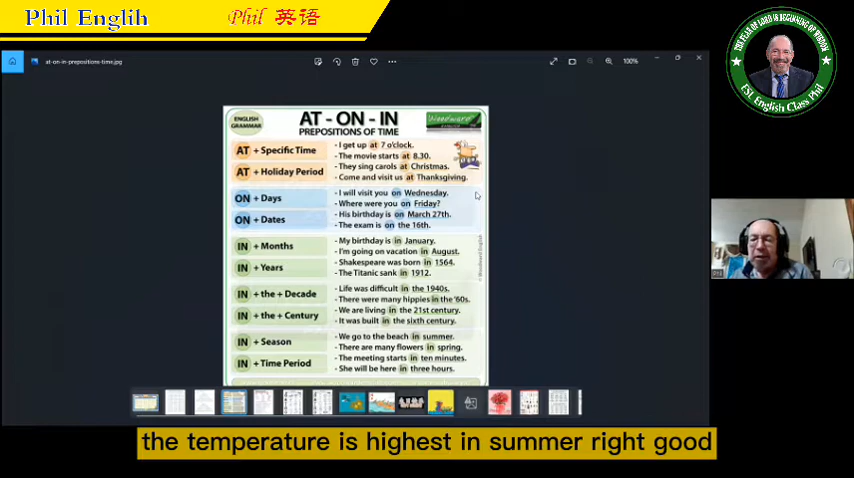 Phil Englih
Phil 英语
THE FEAR OF LORD IS BEGINNING OF WISDOM
ESL English Class Phil
at-on-in-prepositions-time.jpg
100%
ENGLISH
GRAMMAR
AT - ON - IN
PREPOSITIONS OF TIME
Woodward
AT + Specific Time
- I get up at 7 o'clock.
- The movie starts at 8.30.
AT + Holiday Period
- They sing carols at Christmas.
- Come and visit us at Thanksgiving.
ON + Days
- I will visit you on Wednesday.
- Where were you on Friday?
ON + Dates
- His birthday is on March 27th.
- The exam is on the 16th.
IN + Months
- My birthday is in January.
- I'm going on vacation in August.
IN + Years
- Shakespeare was born in 1564.
- The Titanic sank in 1912.
IN + the + Decade
- Life was difficult in the 1940s.
- There were many hippies in the '60s.
IN + the + Century
- We are living in the 21st century.
- It was built in the sixth century.
IN + Season
- We go to the beach in summer.
- There are many flowers in spring.
IN + Time Period
- The meeting starts in ten minutes.
- She will be here in three hours.
© Woodward English
the temperature is highest in summer right good